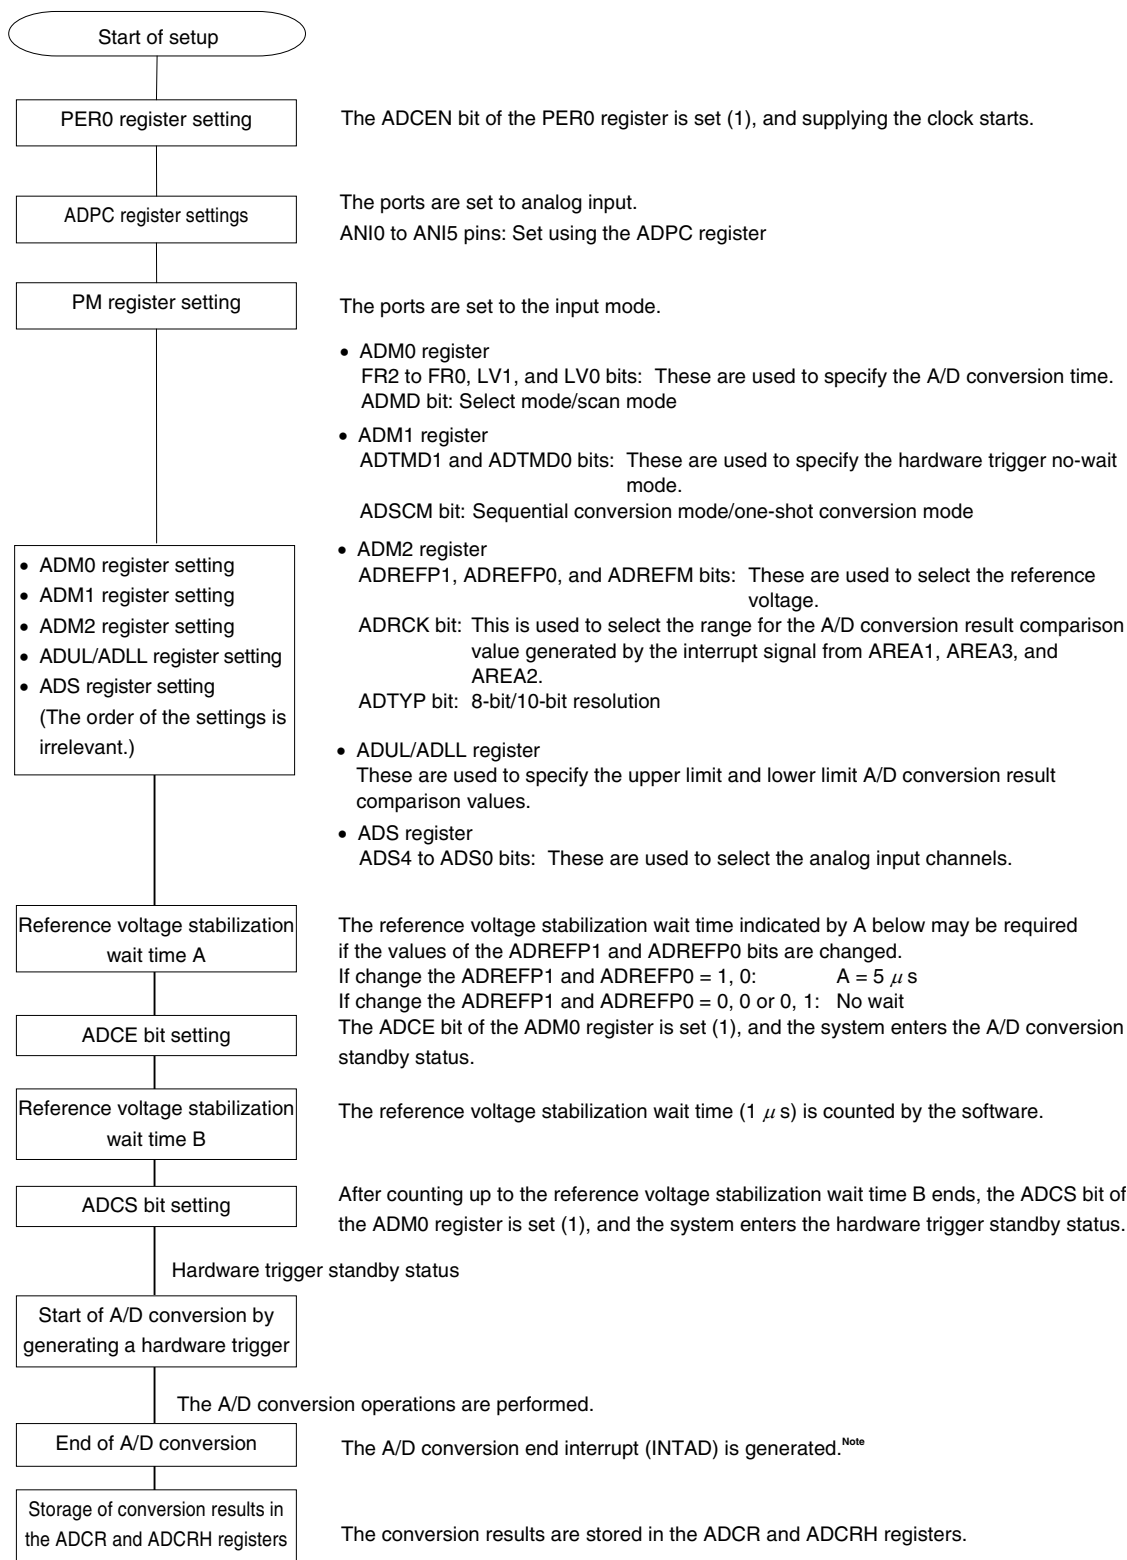 Start of setup
PER0 register setting
The ADCEN bit of the PER0 register is set (1), and supplying the clock starts.
ADPC register settings
The ports are set to analog input.
ANI0 to ANI5 pins: Set using the ADPC register
PM register setting
The ports are set to the input mode.
• ADM0 register
FR2 to FR0, LV1, and LV0 bits: These are used to specify the A/D conversion time.
ADMD bit: Select mode/scan mode
• ADM1 register
ADTMD1 and ADTMD0 bits: These are used to specify the hardware trigger no-wait
mode.
ADSCM bit: Sequential conversion mode/one-shot conversion mode
• ADM0 register setting
• ADM1 register setting
• ADM2 register setting
• ADUL/ADLL register setting
• ADS register setting
(The order of the settings is
irrelevant.)
• ADM2 register
ADREFP1, ADREFP0, and ADREFM bits: These are used to select the reference
voltage.
ADRCK bit: This is used to select the range for the A/D conversion result comparison
value generated by the interrupt signal from AREA1, AREA3, and
AREA2.
ADTYP bit: 8-bit/10-bit resolution
• ADUL/ADLL register
These are used to specify the upper limit and lower limit A/D conversion result
comparison values.
• ADS register
ADS4 to ADS0 bits: These are used to select the analog input channels.
Reference voltage stabilization
wait time A
The reference voltage stabilization wait time indicated by A below may be required
if the values of the ADREFP1 and ADREFP0 bits are changed.
If change the ADREFP1 and ADREFP0 = 1, 0: A = 5 μ s
If change the ADREFP1 and ADREFP0 = 0, 0 or 0, 1: No wait
ADCE bit setting
The ADCE bit of the ADM0 register is set (1), and the system enters the A/D conversion
standby status.
Reference voltage stabilization
wait time B
The reference voltage stabilization wait time (1 μ s) is counted by the software.
ADCS bit setting
After counting up to the reference voltage stabilization wait time B ends, the ADCS bit of
the ADM0 register is set (1), and the system enters the hardware trigger standby status.
Hardware trigger standby status
Start of A/D conversion by
generating a hardware trigger
The A/D conversion operations are performed.
End of A/D conversion
The A/D conversion end interrupt (INTAD) is generated.Note
Storage of conversion results in
the ADCR and ADCRH registers
The conversion results are stored in the ADCR and ADCRH registers.